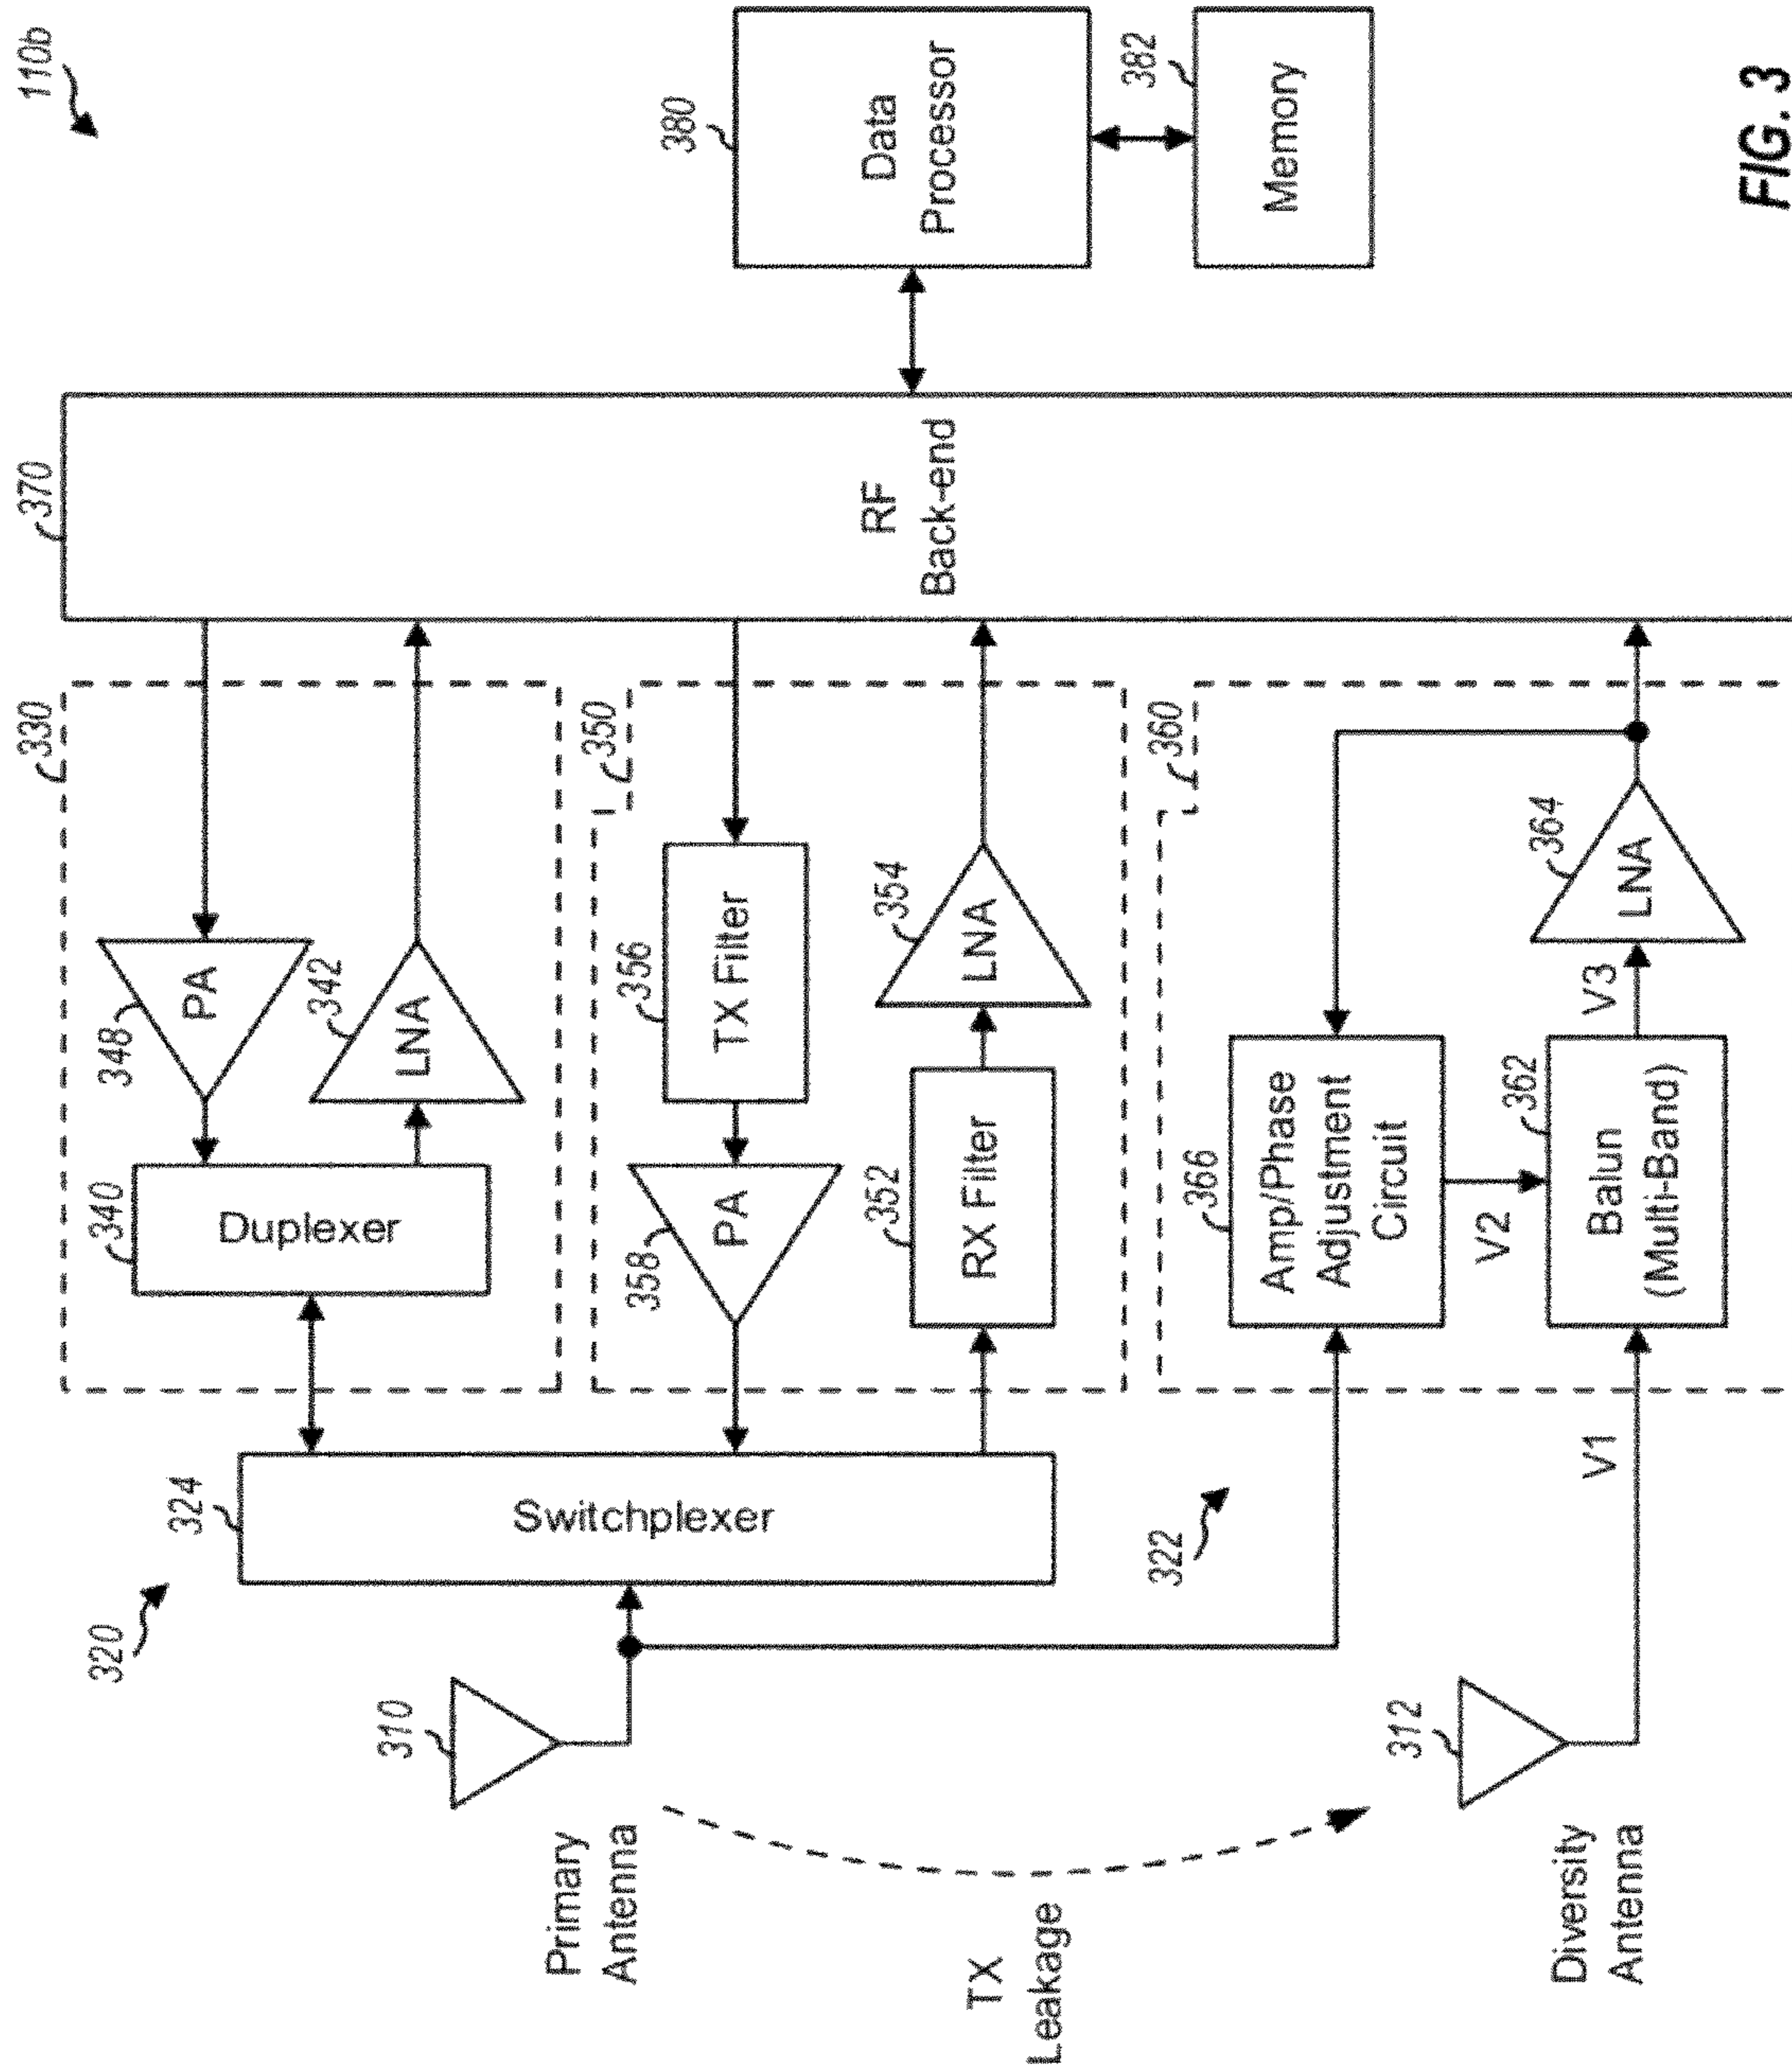 110b
320
324
Switchplexer
310
Primary
Antenna
TX
Leakage
312
Diversity
Antenna
322
V1
330
340
Duplexer
348
PA
342
LNA
350
356
TX Filter
358
PA
352
RX Filter
354
LNA
360
366
Amp/Phase
Adjustment
Circuit
V2
362
Balun
(Multi-Band)
V3
364
LNA
370
RF
Back-end
380
Data
Processor
382
Memory
FIG. 3